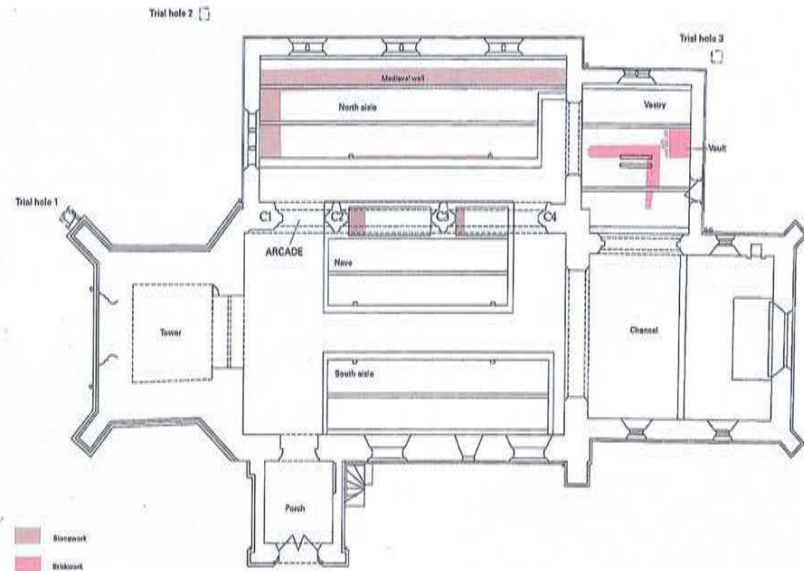 Trial hole 2
Trial hole 3
Medieval wall
North aisle
Vestry
Vault
Trial hole 1
C1
C2
C3
C4
ARCADE
Nave
Tower
Chancel
South aisle
Porch
Stonework
Brickwork